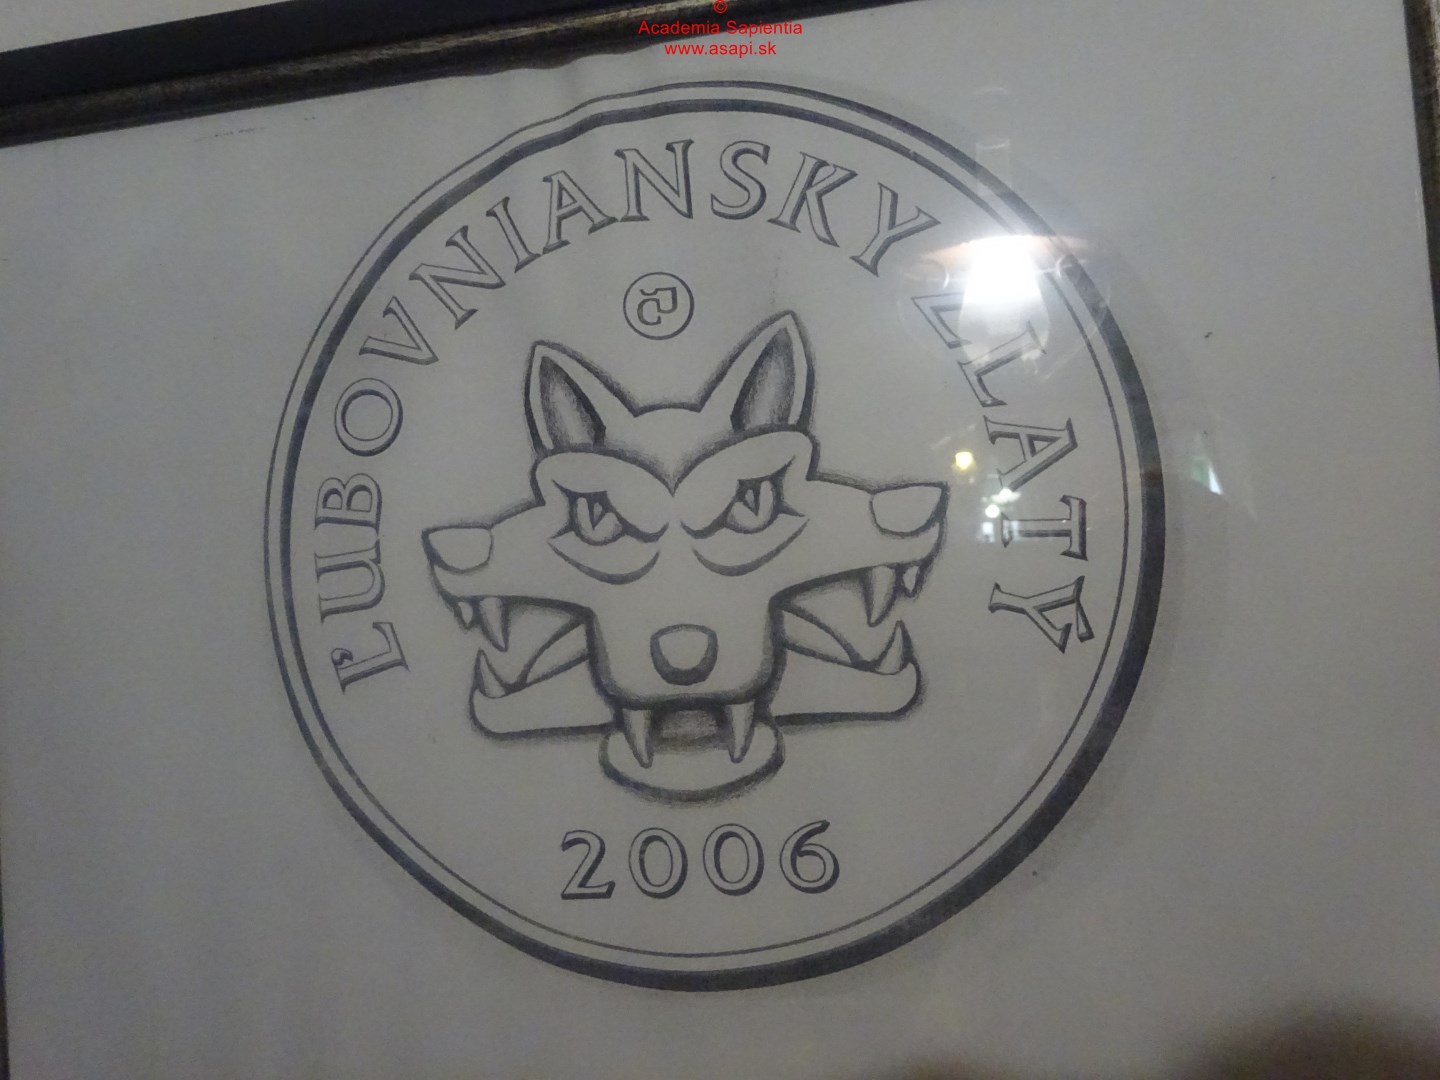 ©
Academia Sapientia
www.asapi.sk
ĽUBOVNIANSKY ZLATÝ
2006